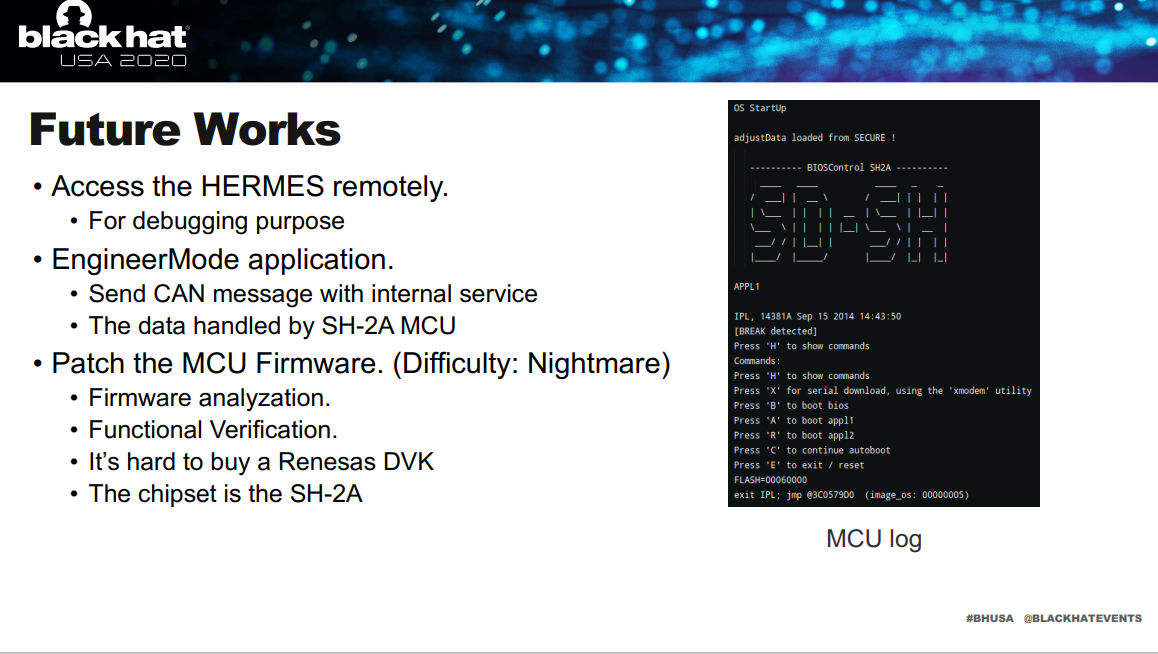 black hat
USA 2020
Future Works
• Access the HERMES remotely.
• For debugging purpose
• EngineerMode application.
• Send CAN message with internal service
• The data handled by SH-2A MCU
• Patch the MCU Firmware. (Difficulty: Nightmare)
• Firmware analyzation.
• Functional Verification.
• It’s hard to buy a Renesas DVK
• The chipset is the SH-2A
OS StartUp
adjustData loaded from SECURE !
---------- BIOSControl SH2A ----------
SD-SH
APPL1
IPL, 14381A Sep 15 2014 14:43:50
[BREAK detected]
Press 'H' to show commands
Commands:
Press 'H' to show commands
Press 'X' for serial download, using the 'xmodem' utility
Press 'B' to boot bios
Press 'A' to boot appl1
Press 'R' to boot appl2
Press 'C' to continue autoboot
Press 'E' to exit / reset
FLASH=00060000
exit IPL; jmp @3C0579D0 (image_os: 00000005)
MCU log
#BHUSA @BLACKHATEVENTS